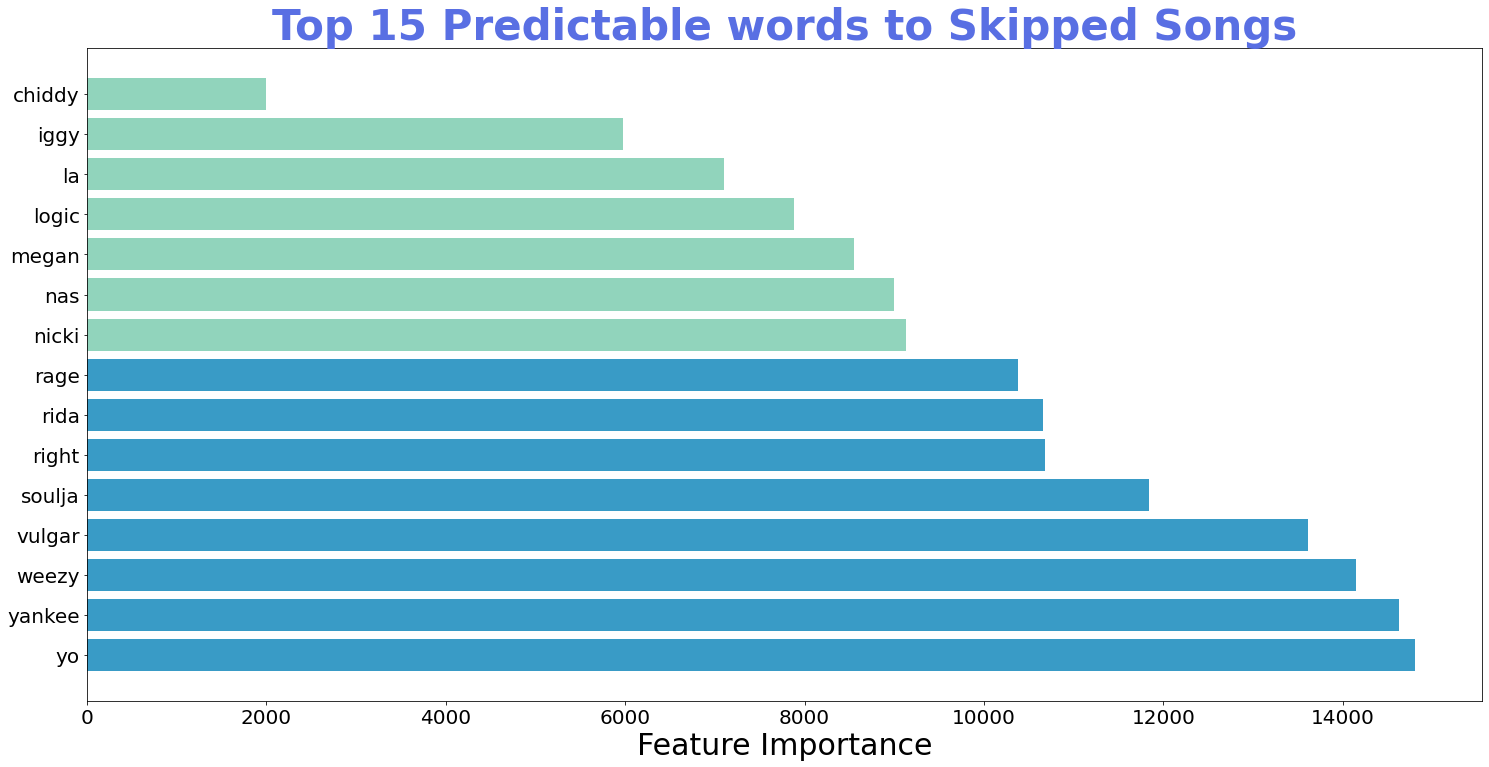 Top 15 Predictable words to Skipped Songs
chiddy
iggy
la
logic
megan
nas
nicki
rage
rida
right
soulja
vulgar
weezy
yankee
yo
0 2000 4000 6000 8000 10000 12000 14000
Feature Importance